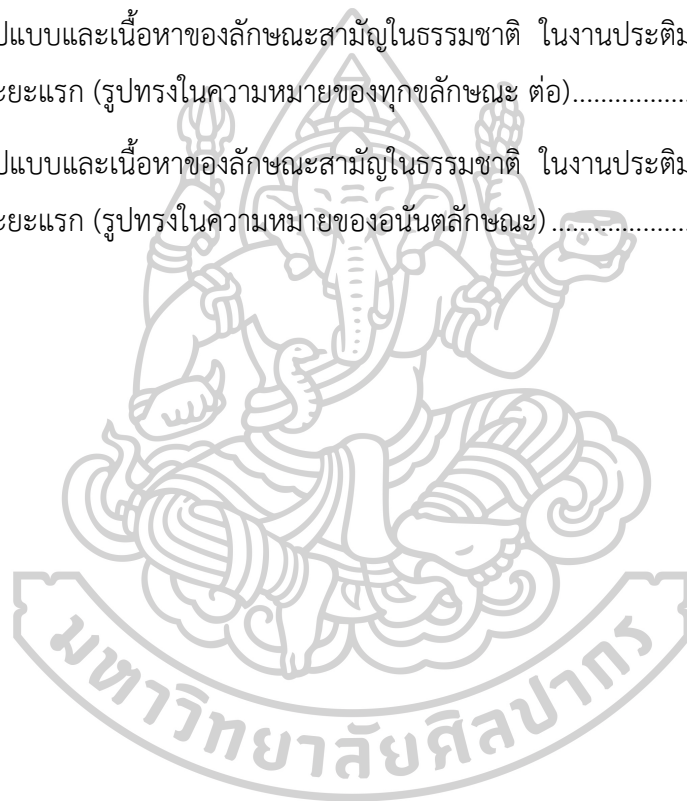 ปแบบและเนื้อหาของลักษณะสามัญในธรรมชาติ ในงานประติม
ะยะแรก (รูปทรงในความหมายของทุกขลักษณะ ต่อ)................
ปแบบและเนื้อหาของลักษณะสามัญในธรรมชาติ ในงานประติม
ะยะแรก (รูปทรงในความหมายของอนันตลักษณะ) ...................
มหาวิทยาลัยศิลปากร